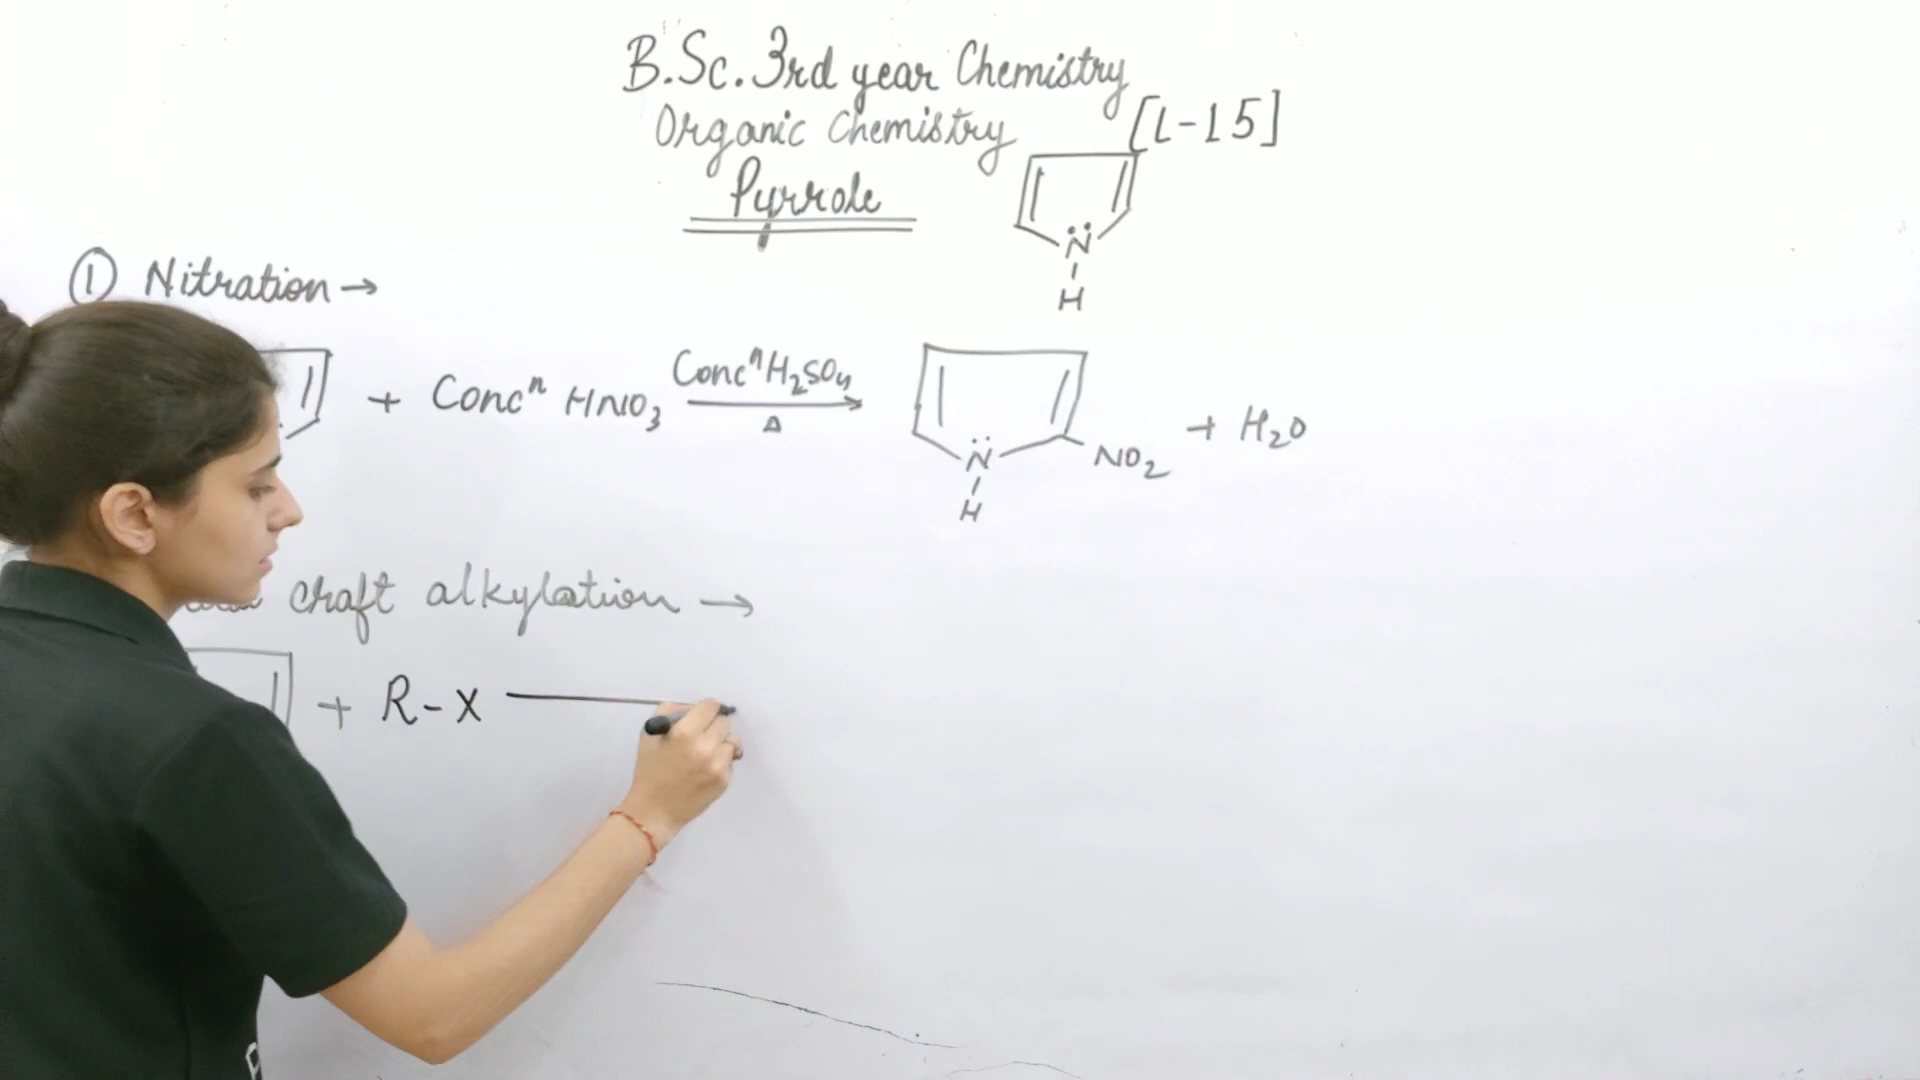 B.Sc. 3rd year Chemistry
Organic Chemistry [L-15]
Pyrrole
N
H
① Nitration →
+ Concⁿ HNO₃ Concⁿ H₂SO₄ Δ NO₂ + H₂O
N
H
craft alkylation →
+ R-X